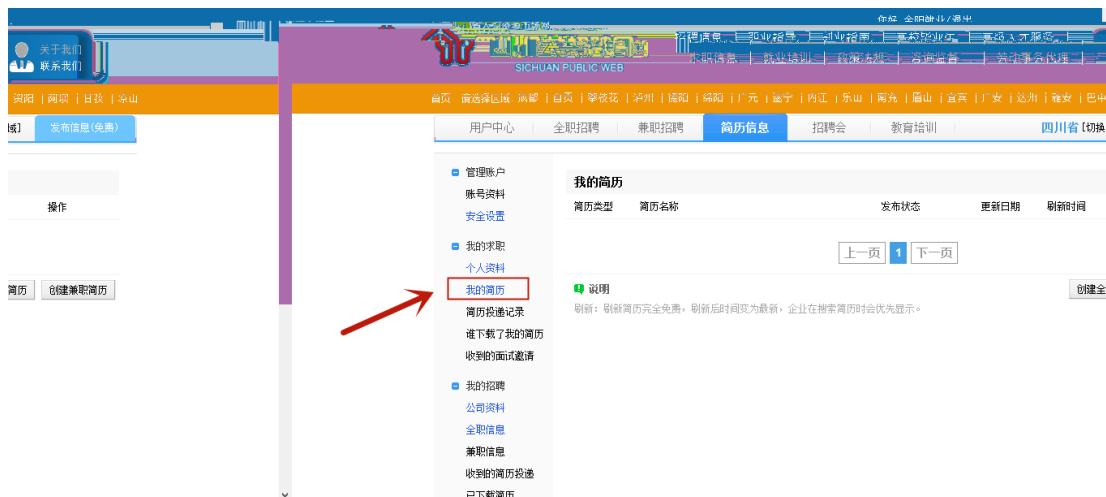 你好
关于我们
联系我们
SICHUAN PUBLIC WEB
首页 请选择区域
自贡 | 攀枝花 | 泸州
绵阳 | 广元
内江 | 乐山 | 南充 | 眉山 | 宜宾 | 广安 | 达州 | 雅安 | 巴中
资阳
凉山
域]
发布信息(免费)
用户中心
全职招聘
兼职招聘
简历信息
招聘会
教育培训
四川省 [切换
管理账户
账号资料
安全设置
我的求职
个人资料
我的简历
简历投递记录
谁下载了我的简历
收到的面试邀请
我的招聘
公司资料
全职信息
兼职信息
收到的简历投递
已下载简历
我的简历
简历类型 简历名称 发布状态 更新日期 刷新时间
操作
上一页 1 下一页
说明
创建全
简历 创建兼职简历
刷新：刷新简历完全免费，刷新后时间变为最新，企业在搜索简历时会优先显示。